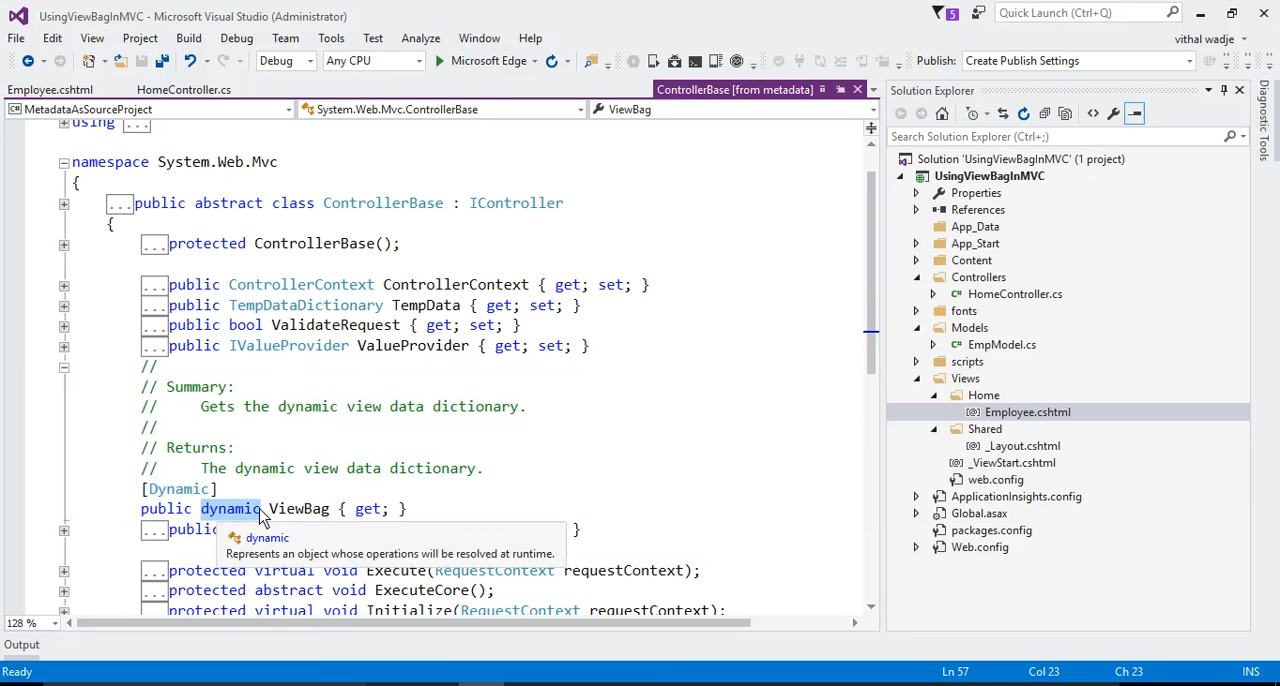 UsingViewBagInMVC - Microsoft Visual Studio (Administrator)
5
Quick Launch (Ctrl+Q)
File Edit View Project Build Debug Team Tools Test Analyze Window Help
vithal wadje
Debug Any CPU Microsoft Edge Publish: Create Publish Settings
Employee.cshtml HomeController.cs ControllerBase [from metadata]
MetadataAsSourceProject System.Web.Mvc.ControllerBase ViewBag
using ...
namespace System.Web.Mvc
{
... public abstract class ControllerBase : IController
{
... protected ControllerBase();
... public ControllerContext ControllerContext { get; set; }
... public TempDataDictionary TempData { get; set; }
... public bool ValidateRequest { get; set; }
... public IValueProvider ValueProvider { get; set; }
//
// Summary:
// Gets the dynamic view data dictionary.
//
// Returns:
// The dynamic view data dictionary.
[Dynamic]
public dynamic ViewBag { get; }
... public }
dynamic
Represents an object whose operations will be resolved at runtime.
... protected virtual void Execute(RequestContext requestContext);
... protected abstract void ExecuteCore();
... protected virtual void Initialize(RequestContext requestContext);
128 %
Solution Explorer
Search Solution Explorer (Ctrl+;)
Solution 'UsingViewBagInMVC' (1 project)
UsingViewBagInMVC
Properties
References
App_Data
App_Start
Content
Controllers
C# HomeController.cs
fonts
Models
C# EmpModel.cs
scripts
Views
Home
[@] Employee.cshtml
Shared
[@] _Layout.cshtml
[@] _ViewStart.cshtml
web.config
ApplicationInsights.config
Global.asax
packages.config
Web.config
Diagnostic Tools
Output
Ready Ln 57 Col 23 Ch 23 INS